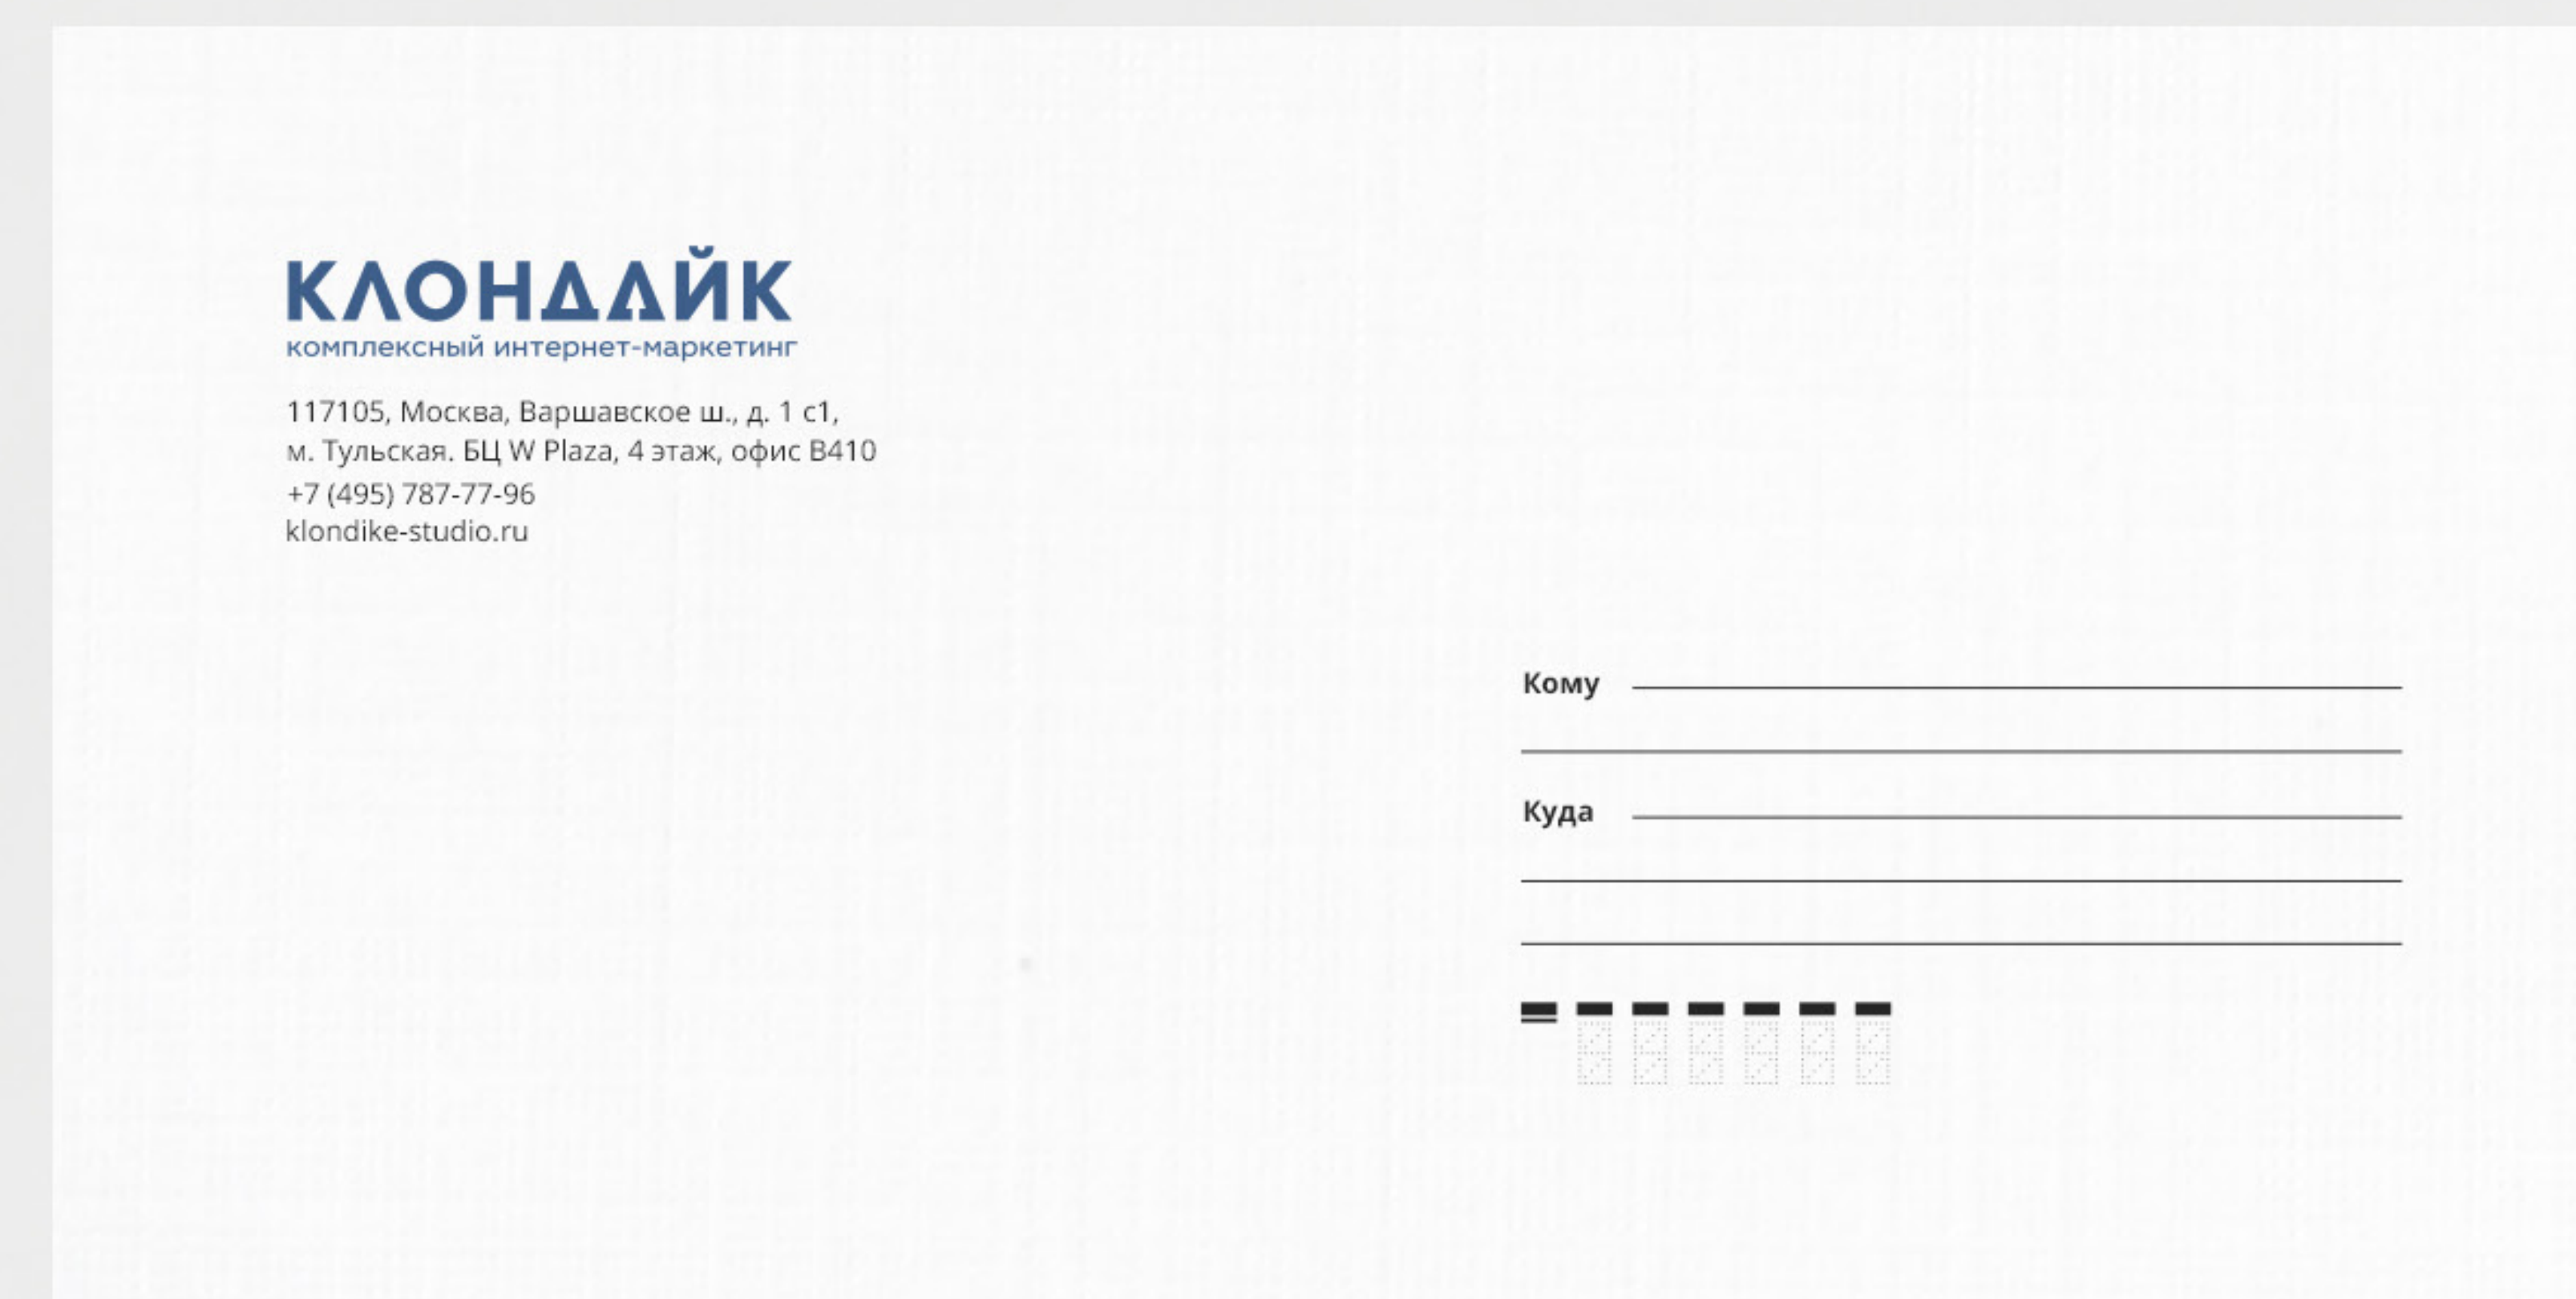 КЛОНДАЙК
комплексный интернет-маркетинг
117105, Москва, Варшавское ш., д. 1 с1,
м. Тульская. БЦ W Plaza, 4 этаж, офис B410
+7 (495) 787-77-96
klondike-studio.ru
Кому
Куда